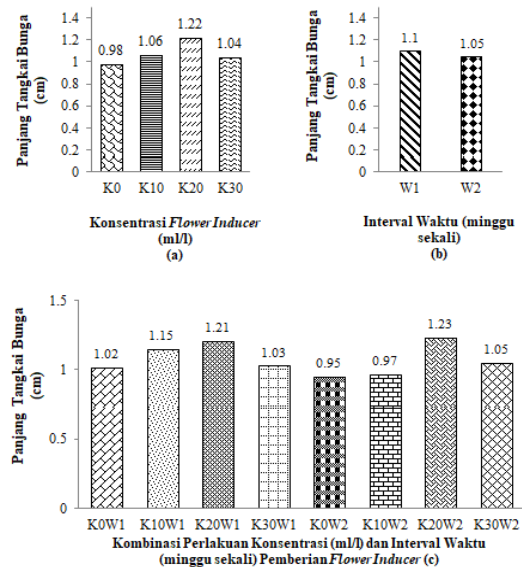 Panjang Tangkai Bunga
(cm)
1.4
1.2
1
0.8
0.6
0.4
0.2
0
0.98
1.06
1.22
1.04
K0 K10 K20 K30
Konsentrasi Flower Inducer
(ml/l)
(a)
Panjang Tangkai Bunga
(cm)
1.4
1.2
1
0.8
0.6
0.4
0.2
0
1.1
1.05
W1 W2
Interval Waktu (minggu
sekali)
(b)
Panjang Tangkai Bunga
(cm)
1.5
1
0.5
0
1.02
1.15
1.21
1.03
0.95
0.97
1.23
1.05
K0W1 K10W1 K20W1 K30W1 K0W2 K10W2 K20W2 K30W2
Kombinasi Perlakuan Konsentrasi (ml/l) dan Interval Waktu
(minggu sekali) Pemberian Flower Inducer (c)